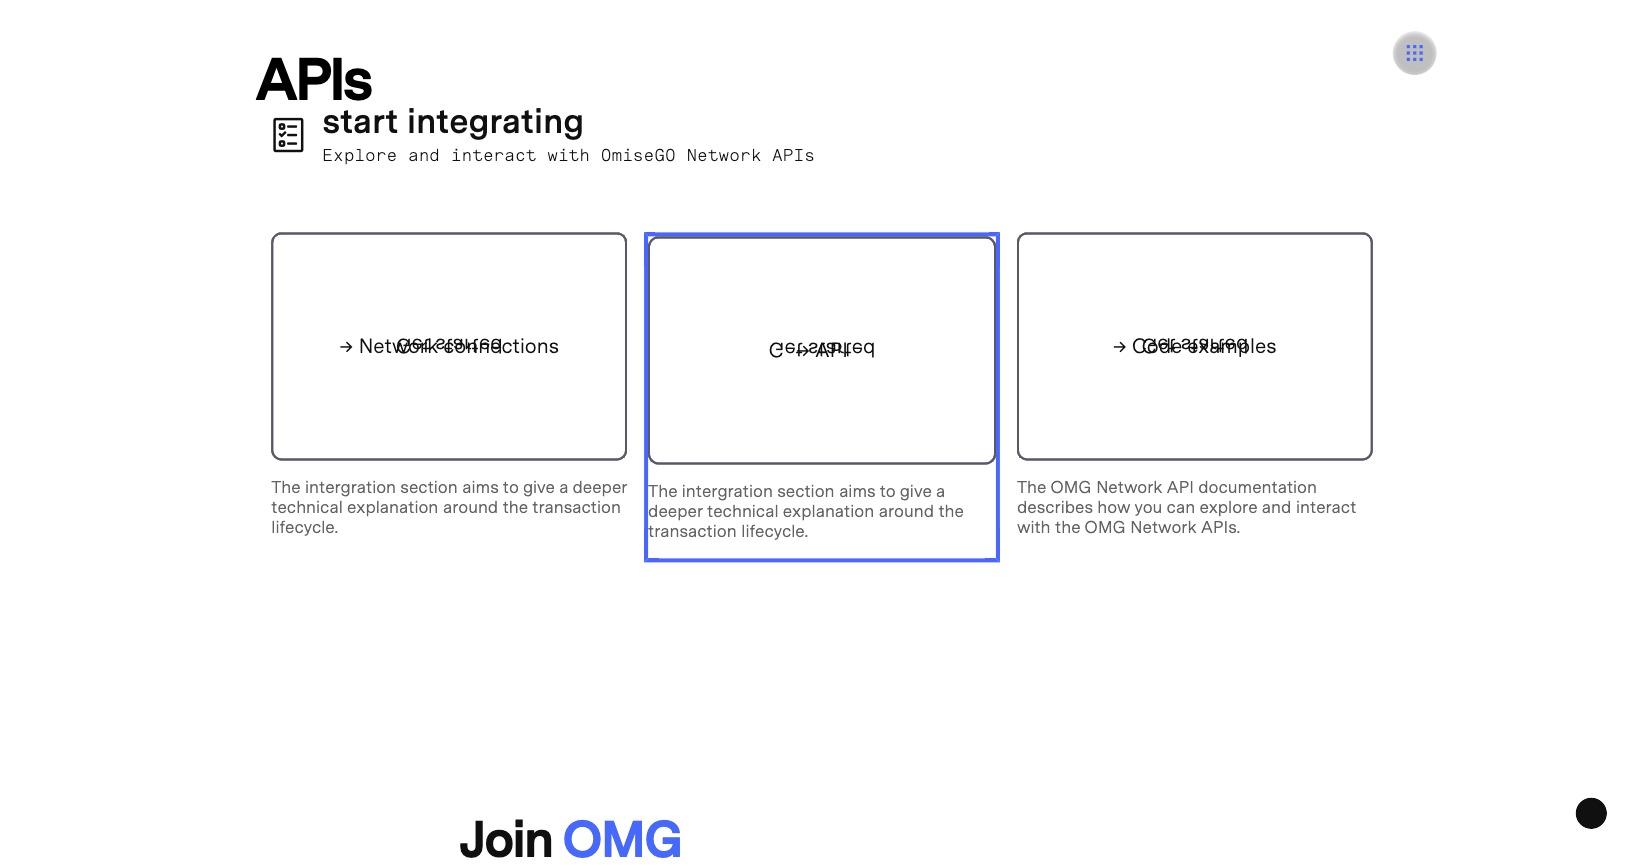 APIs
start integrating
Explore and interact with OmiseGO Network APIs
→ Network connections
→ API
→ Code examples
The intergration section aims to give a deeper
technical explanation around the transaction
lifecycle.
The intergration section aims to give a
deeper technical explanation around the
transaction lifecycle.
The OMG Network API documentation
describes how you can explore and interact
with the OMG Network APIs.
Join OMG